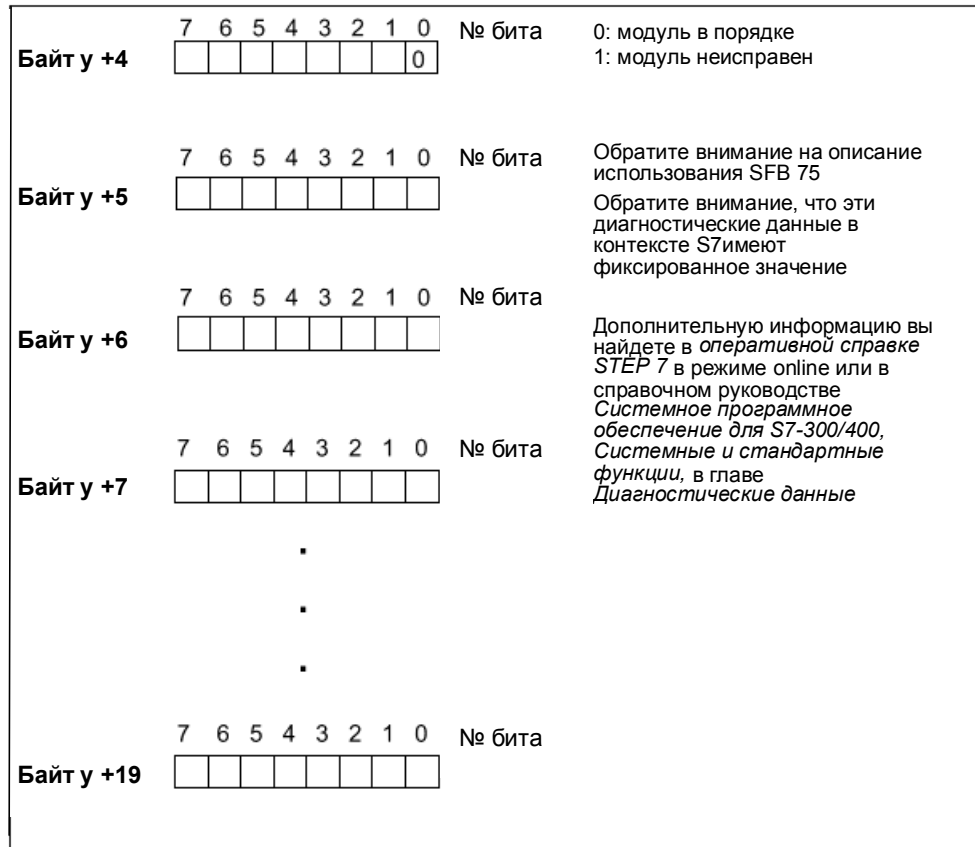 7 6 5 4 3 2 1 0 № бита
Байт y +4
0
0: модуль в порядке
1: модуль неисправен
7 6 5 4 3 2 1 0 № бита
Байт y +5
Обратите внимание на описание
использования SFB 75
Обратите внимание, что эти
диагностические данные в
контексте S7имеют
фиксированное значение
7 6 5 4 3 2 1 0 № бита
Байт y +6
Дополнительную информацию вы
найдете в оперативной справке
STEP 7 в режиме online или в
справочном руководстве
Системное программное
обеспечение для S7-300/400,
Системные и стандартные
функции, в главе
Диагностические данные
7 6 5 4 3 2 1 0 № бита
Байт y +7
7 6 5 4 3 2 1 0 № бита
Байт y +19